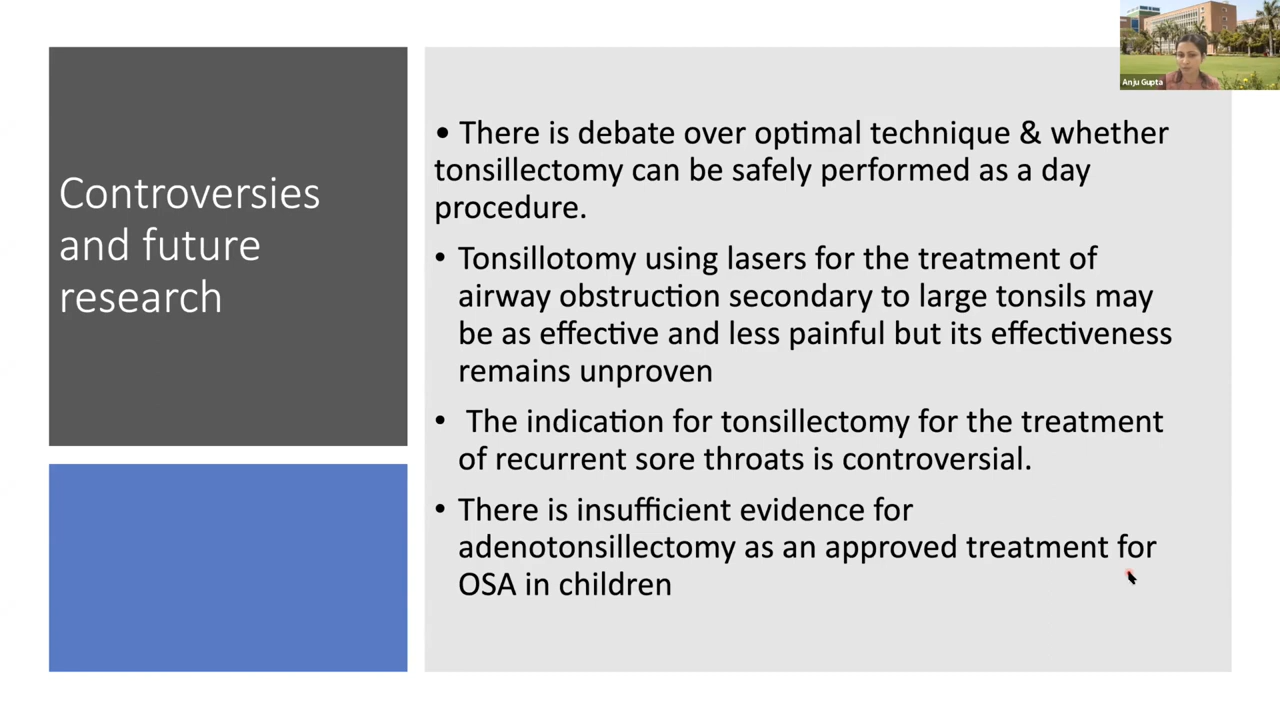 Anju Gupta
Controversies
and future
research
• There is debate over optimal technique & whether
tonsillectomy can be safely performed as a day
procedure.
• Tonsillotomy using lasers for the treatment of
airway obstruction secondary to large tonsils may
be as effective and less painful but its effectiveness
remains unproven
• The indication for tonsillectomy for the treatment
of recurrent sore throats is controversial.
• There is insufficient evidence for
adenotonsillectomy as an approved treatment for
OSA in children